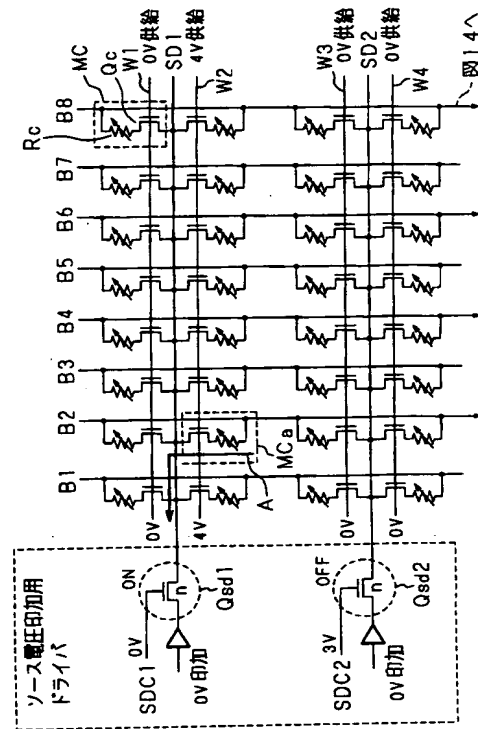 ソース電圧印加用
ドライバ
B1
B2
B3
B4
B5
B6
B7
B8
Rc
Qc
MC
W1
0V供給
SD1
4V供給
W2
SDC1
0V
ON
n
0V印加
Qsd1
0V
4V
A
MCa
W3
0V供給
SD2
0V供給
W4
SDC2
3V
OFF
n
0V印加
Qsd2
0V
0V
図14へ